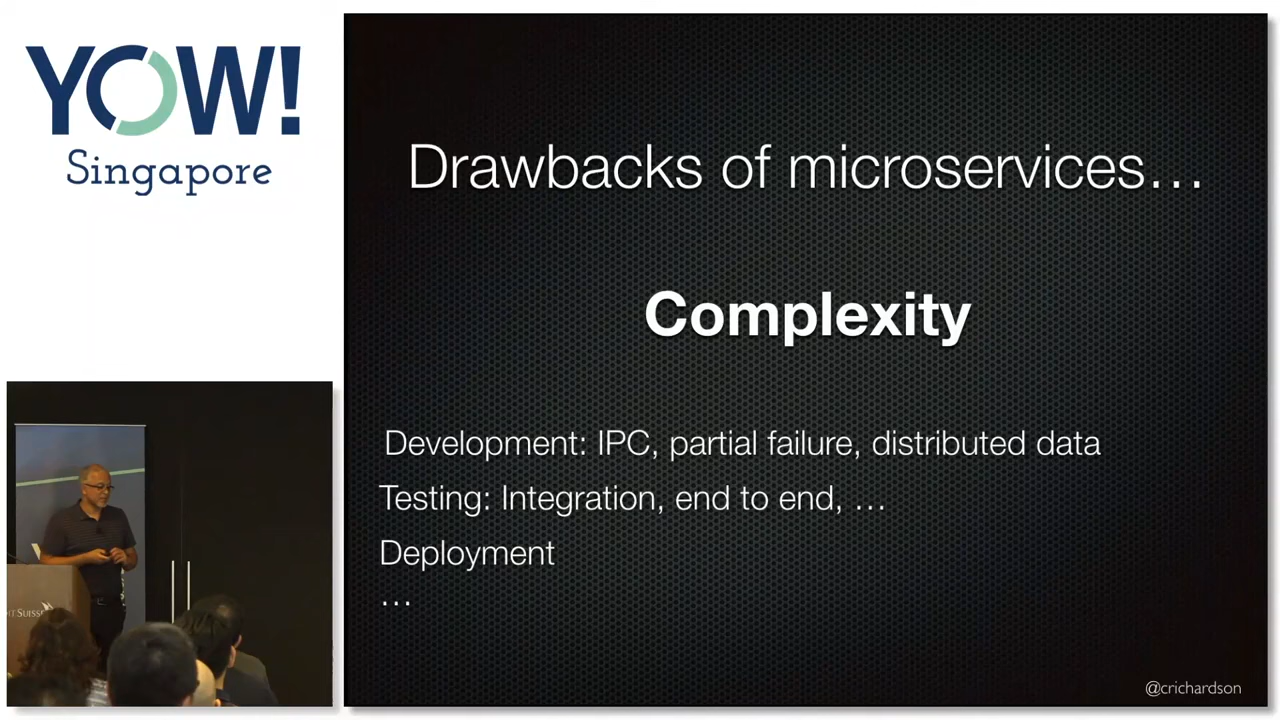 YOW!
Singapore
Drawbacks of microservices…
Complexity
Development: IPC, partial failure, distributed data
Testing: Integration, end to end, …
Deployment
…
@crichardson